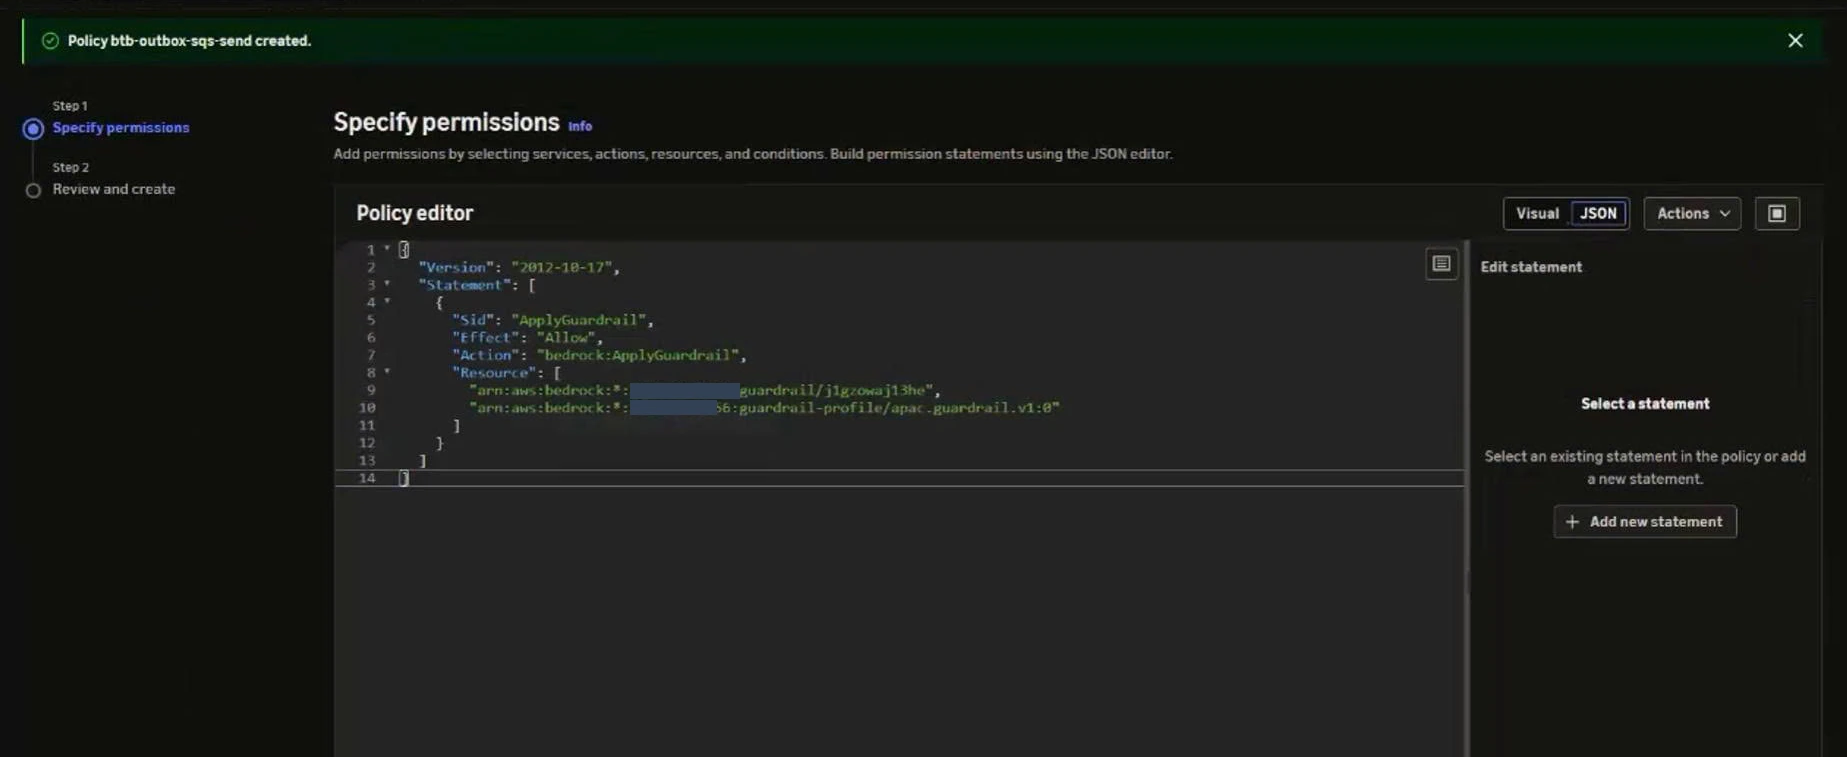 Policy btb-outbox-sqs-send created.
Step 1
Specify permissions
Step 2
Review and create
Specify permissions Info
Add permissions by selecting services, actions, resources, and conditions. Build permission statements using the JSON editor.
Policy editor
Visual JSON Actions
1 {
2 "Version": "2012-10-17",
3 "Statement": [
4 {
5 "Sid": "ApplyGuardrail",
6 "Effect": "Allow",
7 "Action": "bedrock:ApplyGuardrail",
8 "Resource": [
9 "arn:aws:bedrock:*: guardrail/j1gzowaj13he",
10 "arn:aws:bedrock:*: 56:guardrail-profile/apac.guardrail.v1:0"
11 ]
12 }
13 ]
14 }
Edit statement
Select a statement
Select an existing statement in the policy or add
a new statement.
+ Add new statement